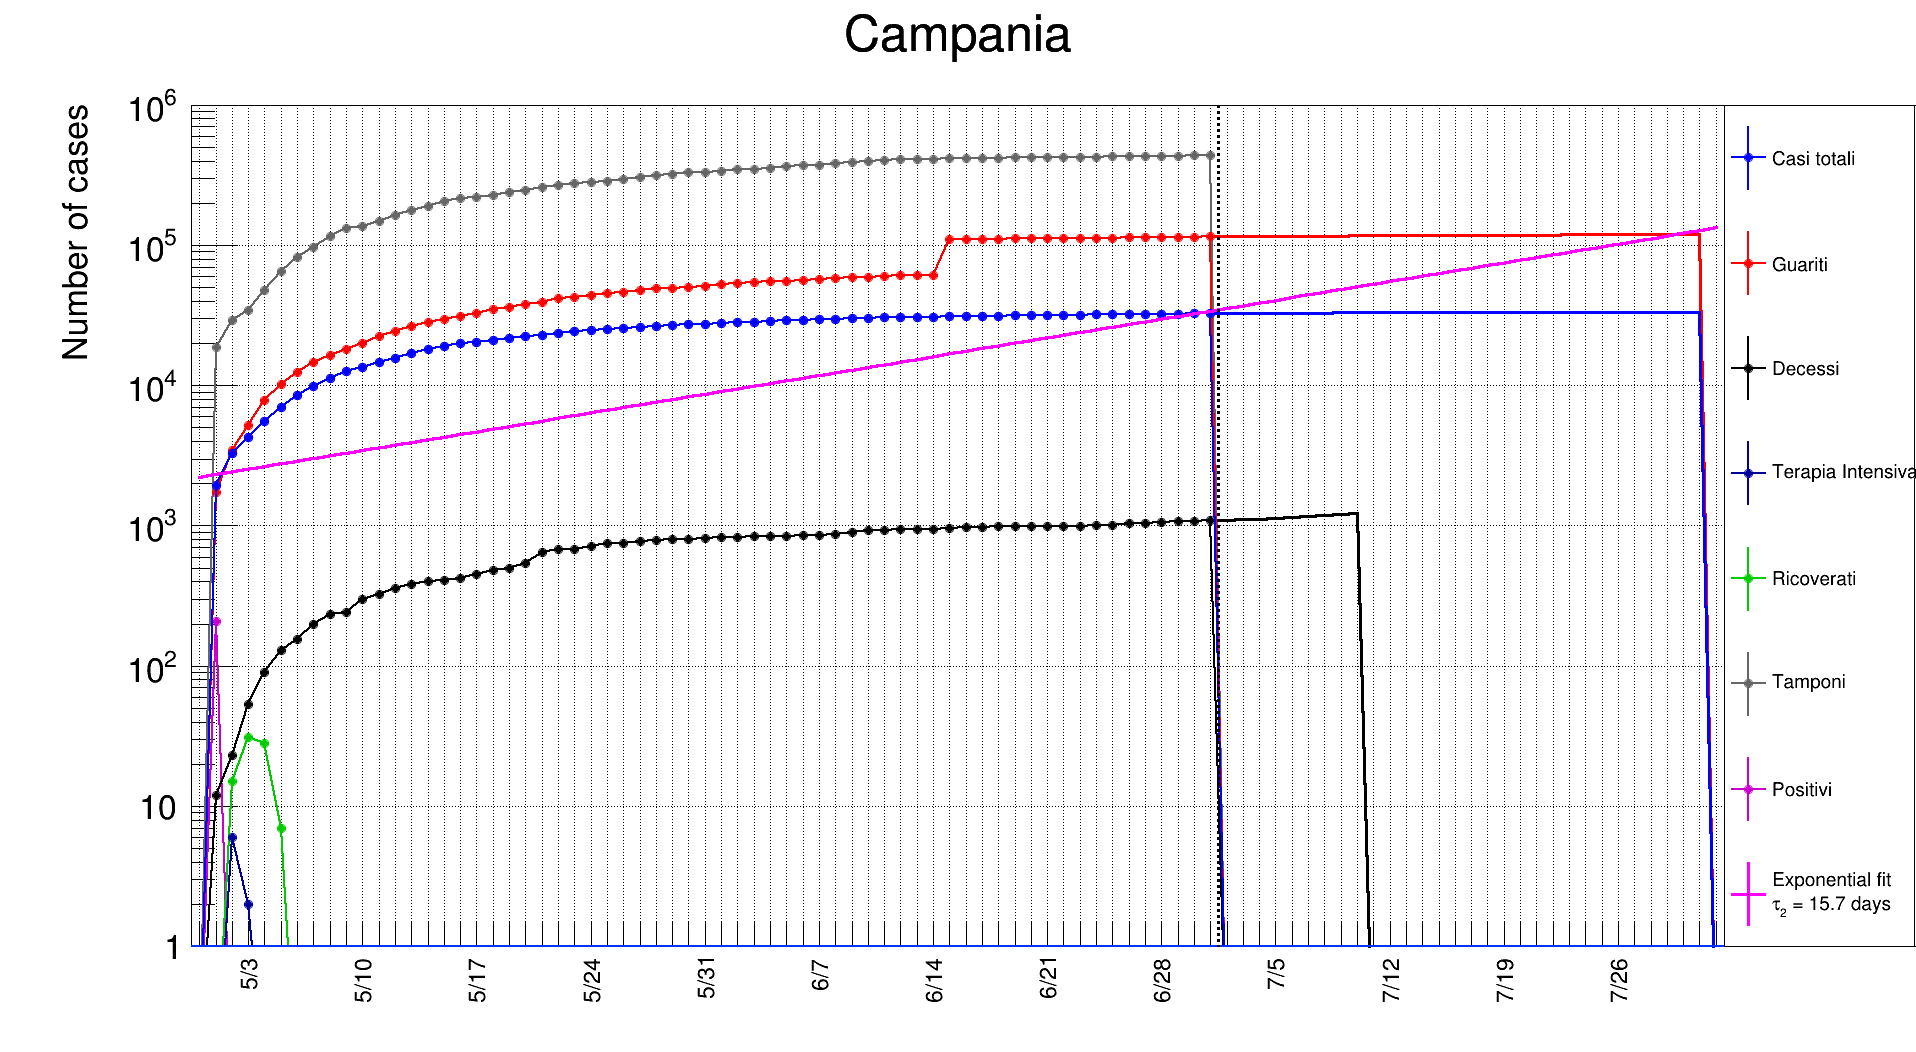 Campania
Number of cases
10^6
10^5
10^4
10^3
10^2
10
1
5/3
5/10
5/17
5/24
5/31
6/7
6/14
6/21
6/28
7/5
7/12
7/19
7/26
Casi totali
Guariti
Decessi
Terapia Intensiva
Ricoverati
Tamponi
Positivi
Exponential fit
τ₂ = 15.7 days